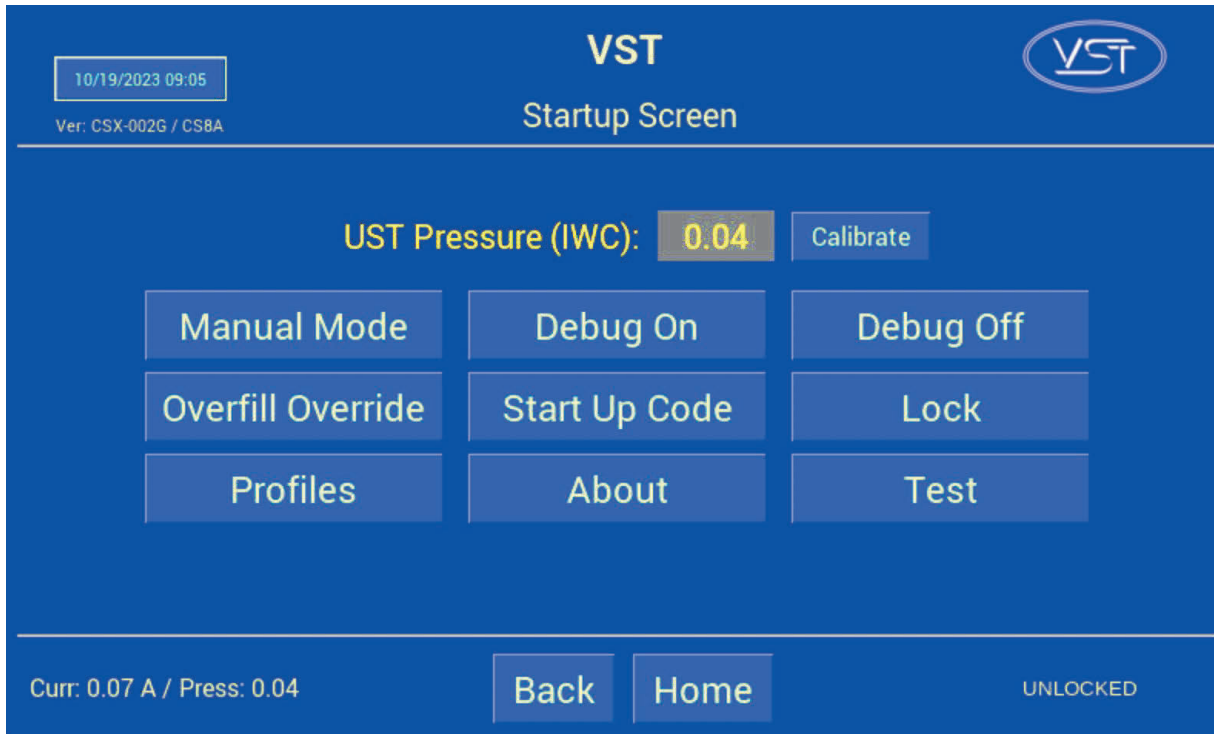 VST
VST
10/19/2023 09:05
Startup Screen
Ver: CSX-002G / CS8A
UST Pressure (IWC): 0.04 Calibrate
Manual Mode Debug On Debug Off
Overfill Override Start Up Code Lock
Profiles About Test
Curr: 0.07 A / Press: 0.04 Back Home UNLOCKED